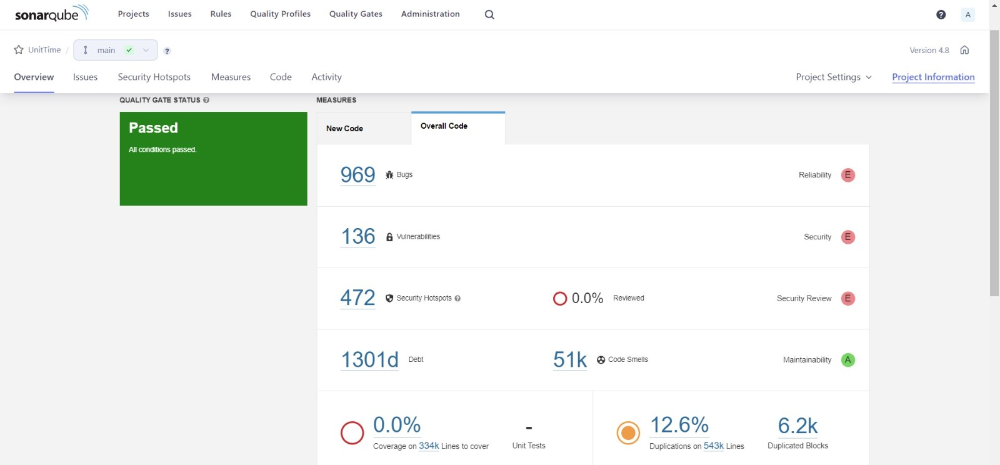 sonarqube Projects Issues Rules Quality Profiles Quality Gates Administration ? A
UnitTime / main ? Version 4.8
Overview Issues Security Hotspots Measures Code Activity Project Settings Project Information
QUALITY GATE STATUS ? MEASURES
Passed
All conditions passed.
New Code Overall Code
969 Bugs Reliability E
136 Vulnerabilities Security E
472 Security Hotspots ? 0.0% Reviewed Security Review E
1301d Debt 51k Code Smells Maintainability A
0.0% - 12.6% 6.2k
Coverage on 334k Lines to cover Unit Tests Duplications on 543k Lines Duplicated Blocks